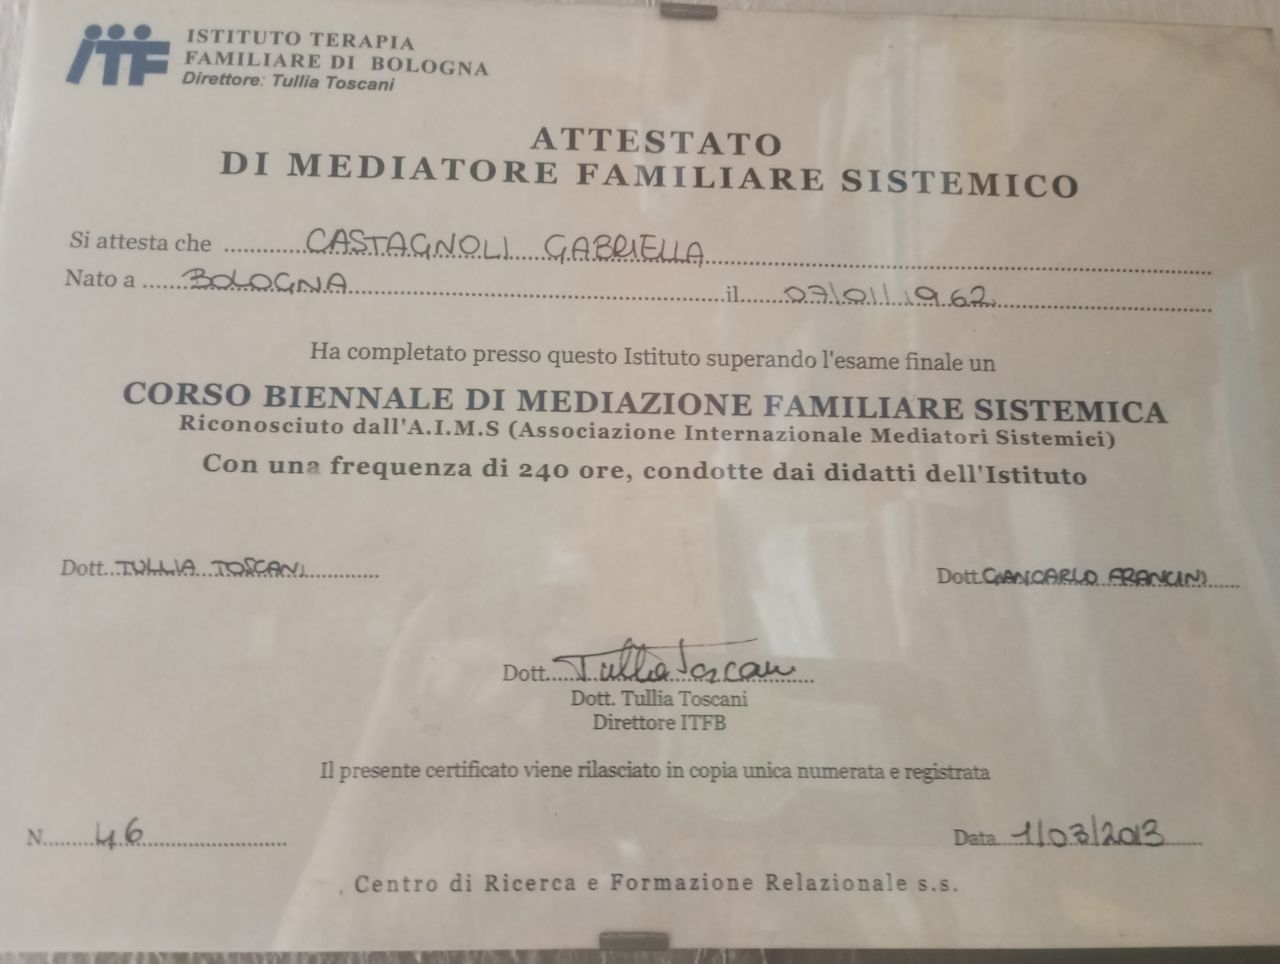 ITF
ISTITUTO TERAPIA
FAMILIARE DI BOLOGNA
Direttore: Tullia Toscani
ATTESTATO
DI MEDIATORE FAMILIARE SISTEMICO
Si attesta che CASTAGNOLI GABRIELLA
Nato a BOLOGNA il 07/01/1962
Ha completato presso questo Istituto superando l'esame finale un
CORSO BIENNALE DI MEDIAZIONE FAMILIARE SISTEMICA
Riconosciuto dall'A.I.M.S (Associazione Internazionale Mediatori Sistemici)
Con una frequenza di 240 ore, condotte dai didatti dell'Istituto
Dott. TULLIA TOSCANI Dott. GIANCARLO FRANCINI
Dott. Tullia Toscani
Dott. Tullia Toscani
Direttore ITFB
Il presente certificato viene rilasciato in copia unica numerata e registrata
N. 46 Data 1/03/2013
Centro di Ricerca e Formazione Relazionale s.s.